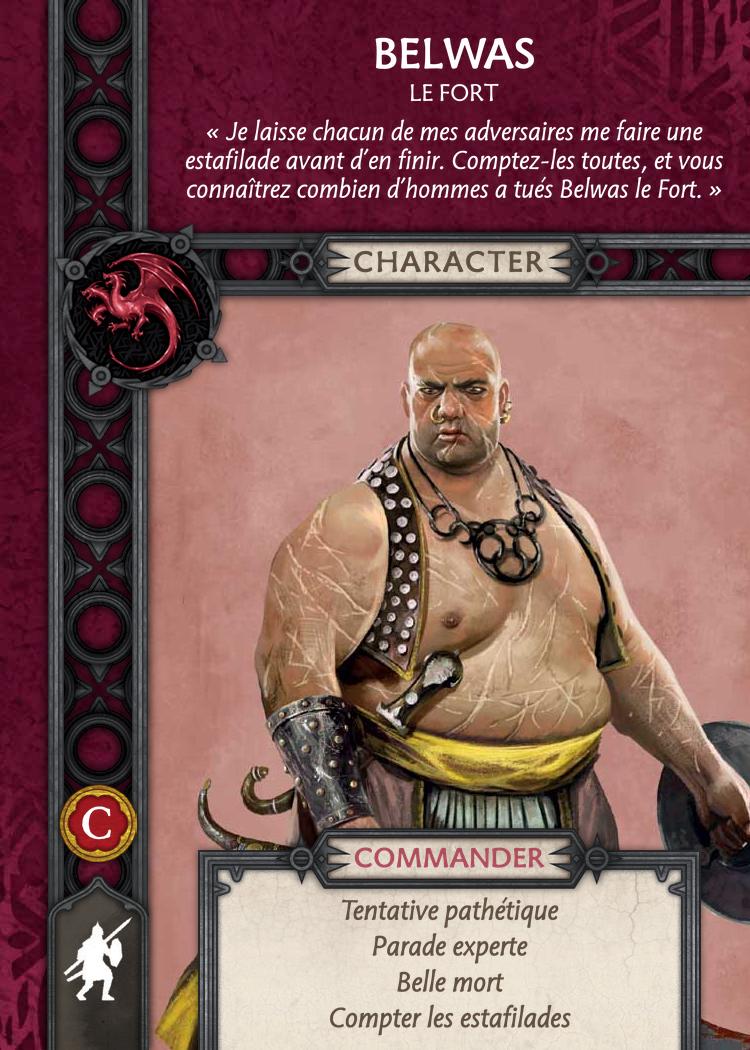 BELWAS
LE FORT
« Je laisse chacun de mes adversaires me faire une
estafilade avant d'en finir. Comptez-les toutes, et vous
connaîtrez combien d'hommes a tués Belwas le Fort. »
CHARACTER
C
COMMANDER
Tentative pathétique
Parade experte
Belle mort
Compter les estafilades